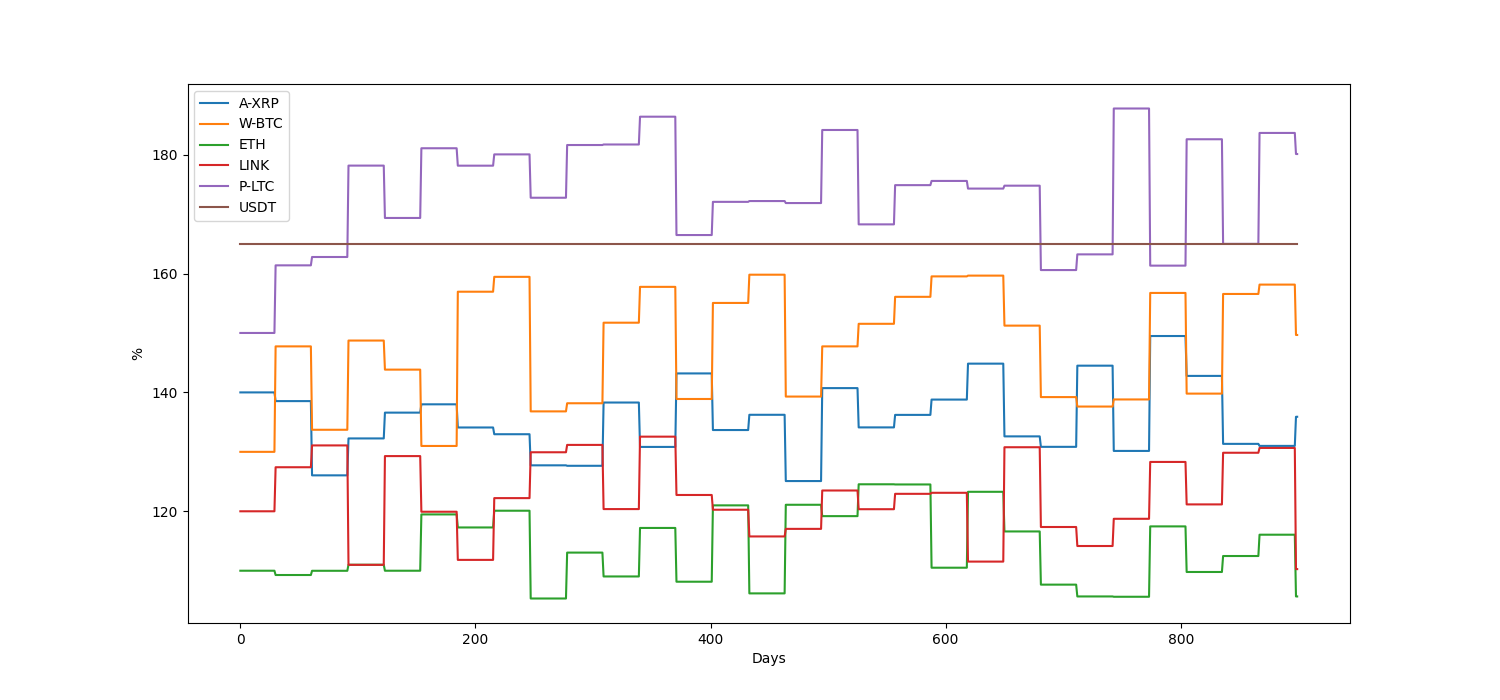 A-XRP
W-BTC
ETH
LINK
P-LTC
USDT
180
160
140
120
%
0 200 400 600 800
Days